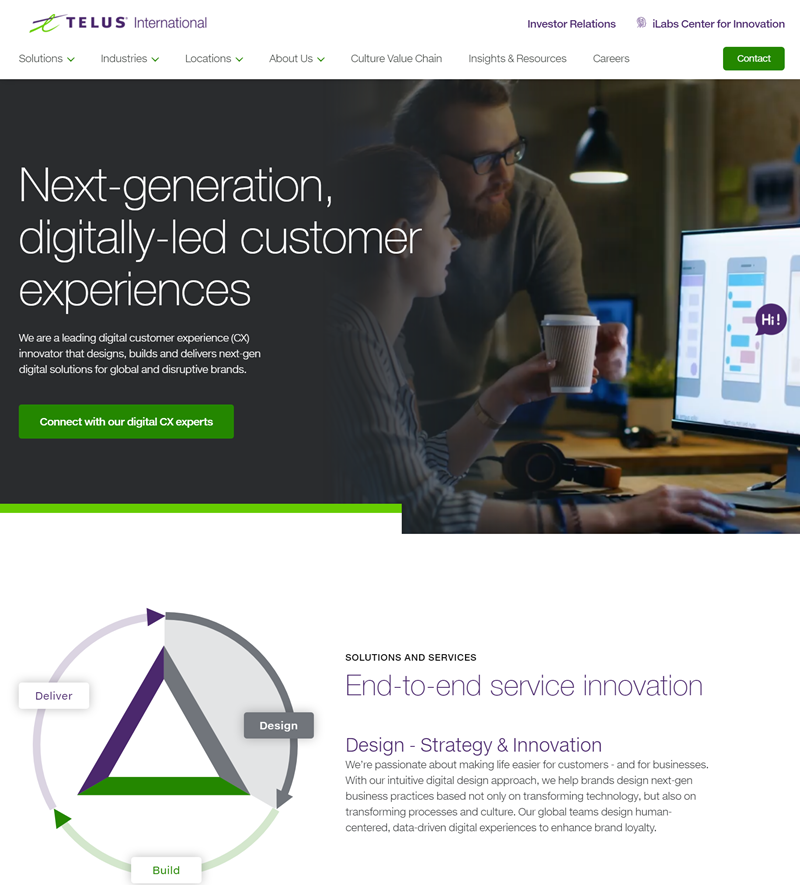 TELUS International
Investor Relations
iLabs Center for Innovation
Solutions
Industries
Locations
About Us
Culture Value Chain
Insights & Resources
Careers
Contact
Next-generation,
digitally-led customer
experiences
We are a leading digital customer experience (CX)
innovator that designs, builds and delivers next-gen
digital solutions for global and disruptive brands.
Connect with our digital CX experts
Hi!
Deliver
Design
Build
SOLUTIONS AND SERVICES
End-to-end service innovation
Design - Strategy & Innovation
We're passionate about making life easier for customers - and for businesses.
With our intuitive digital design approach, we help brands design next-gen
business practices based not only on transforming technology, but also on
transforming processes and culture. Our global teams design human-
centered, data-driven digital experiences to enhance brand loyalty.